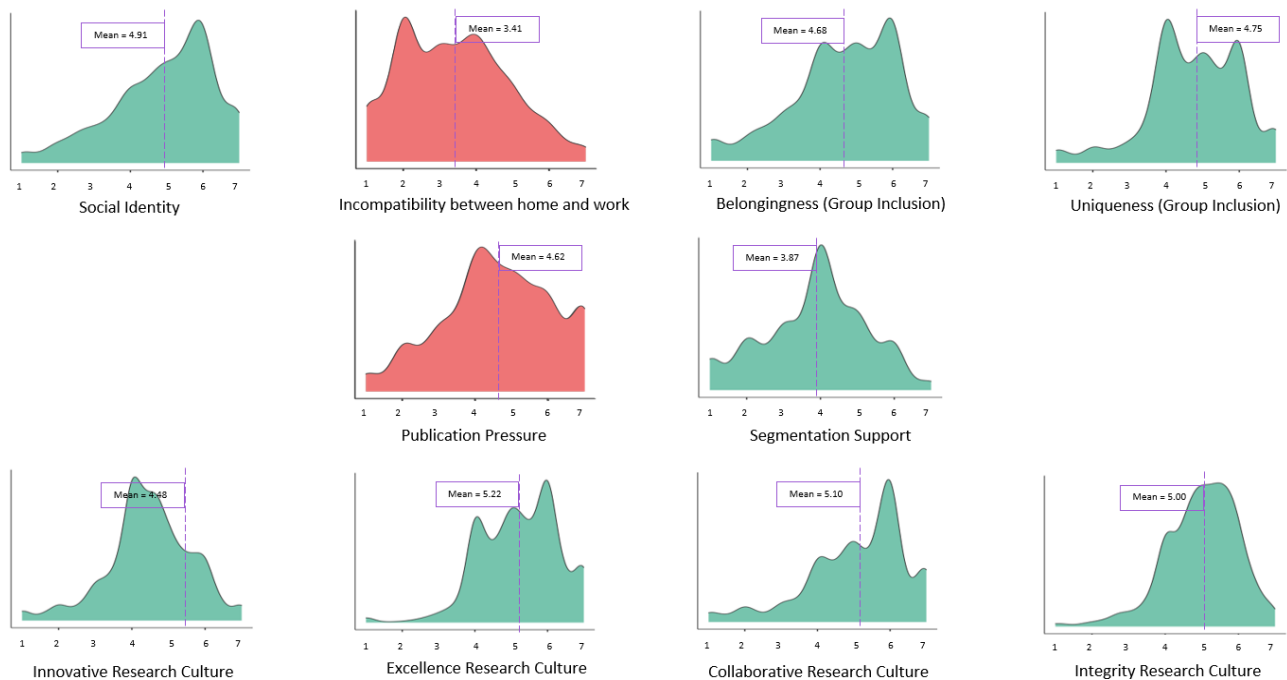 Mean = 4.91
1 2 3 4 5 6 7
Social Identity
Mean = 3.41
1 2 3 4 5 6 7
Incompatibility between home and work
Mean = 4.68
1 2 3 4 5 6 7
Belongingness (Group Inclusion)
Mean = 4.75
1 2 3 4 5 6 7
Uniqueness (Group Inclusion)
Mean = 4.62
1 2 3 4 5 6 7
Publication Pressure
Mean = 3.87
1 2 3 4 5 6 7
Segmentation Support
Mean = 4.48
1 2 3 4 5 6 7
Innovative Research Culture
Mean = 5.22
1 2 3 4 5 6 7
Excellence Research Culture
Mean = 5.10
1 2 3 4 5 6 7
Collaborative Research Culture
Mean = 5.00
1 2 3 4 5 6 7
Integrity Research Culture